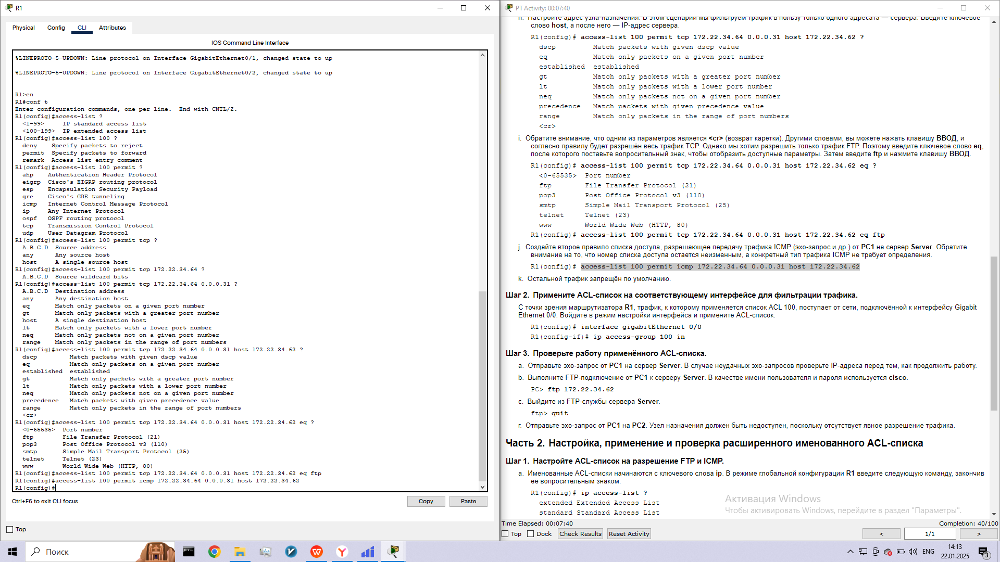 R1
Physical Config CLI Attributes
IOS Command Line Interface
%LINEPROTO-5-UPDOWN: Line protocol on Interface GigabitEthernet0/1, changed state to up
%LINEPROTO-5-UPDOWN: Line protocol on Interface GigabitEthernet0/2, changed state to up
R1>en
R1#conf t
Enter configuration commands, one per line.  End with CNTL/Z.
R1(config)#access-list ?
<1-99>     IP standard access list
<100-199>  IP extended access list
R1(config)#access-list 100 ?
deny    Specify packets to reject
permit  Specify packets to forward
remark  Access list entry comment
R1(config)#access-list 100 permit ?
ahp    Authentication Header Protocol
eigrp  Cisco's EIGRP routing protocol
esp    Encapsulation Security Payload
gre    Cisco's GRE tunneling
icmp   Internet Control Message Protocol
ip     Any Internet Protocol
ospf   OSPF routing protocol
tcp    Transmission Control Protocol
udp    User Datagram Protocol
R1(config)#access-list 100 permit tcp ?
A.B.C.D  Source address
any      Any source host
host     A single source host
R1(config)#access-list 100 permit tcp 172.22.34.64 ?
A.B.C.D  Source wildcard bits
R1(config)#access-list 100 permit tcp 172.22.34.64 0.0.0.31 ?
A.B.C.D  Destination address
any      Any destination host
eq       Match only packets on a given port number
gt       Match only packets with a greater port number
host     A single destination host
lt       Match only packets with a lower port number
neq      Match only packets not on a given port number
range    Match only packets in the range of port numbers
R1(config)#access-list 100 permit tcp 172.22.34.64 0.0.0.31 host 172.22.34.62 ?
dscp         Match packets with given dscp value
eq           Match only packets on a given port number
established  established
gt           Match only packets with a greater port number
lt           Match only packets with a lower port number
neq          Match only packets not on a given port number
precedence   Match packets with given precedence value
range        Match only packets in the range of port numbers
<cr>
R1(config)#access-list 100 permit tcp 172.22.34.64 0.0.0.31 host 172.22.34.62 eq ?
<0-65535>  Port number
ftp        File Transfer Protocol (21)
pop3       Post Office Protocol v3 (110)
smtp       Simple Mail Transport Protocol (25)
telnet     Telnet (23)
www        World Wide Web (HTTP, 80)
R1(config)#access-list 100 permit tcp 172.22.34.64 0.0.0.31 host 172.22.34.62 eq ftp
R1(config)#access-list 100 permit icmp 172.22.34.64 0.0.0.31 host 172.22.34.62
R1(config)#
Ctrl+F6 to exit CLI focus
Copy Paste
Top
PT Activity: 00:07:40
h. Настройте адрес узла-назначения. В этом сценарии мы фильтруем трафик в пользу только одного адресата — сервера. Введите ключевое
слово host, а после него — IP-адрес сервера.
R1(config)# access-list 100 permit tcp 172.22.34.64 0.0.0.31 host 172.22.34.62 ?
dscp         Match packets with given dscp value
eq           Match only packets on a given port number
established  established
gt           Match only packets with a greater port number
lt           Match only packets with a lower port number
neq          Match only packets not on a given port number
precedence   Match packets with given precedence value
range        Match only packets in the range of port numbers
<cr>
i. Обратите внимание, что одним из параметров является <cr> (возврат каретки). Другими словами, вы можете нажать клавишу ВВОД, и
согласно правилу будет разрешён весь трафик TCP. Однако мы хотим разрешить только трафик FTP. Поэтому введите ключевое слово eq,
после которого поставьте вопросительный знак, чтобы отобразить доступные параметры. Затем введите ftp и нажмите клавишу ВВОД.
R1(config)# access-list 100 permit tcp 172.22.34.64 0.0.0.31 host 172.22.34.62 eq ?
<0-65535>  Port number
ftp        File Transfer Protocol (21)
pop3       Post Office Protocol v3 (110)
smtp       Simple Mail Transport Protocol (25)
telnet     Telnet (23)
www        World Wide Web (HTTP, 80)
R1(config)# access-list 100 permit tcp 172.22.34.64 0.0.0.31 host 172.22.34.62 eq ftp
j. Создайте второе правило списка доступа, разрешающее передачу трафика ICMP (эхо-запрос и др.) от PC1 на сервер Server. Обратите
внимание на то, что номер списка доступа остается неизменным, а конкретный тип трафика ICMP не требует определения.
R1(config)# access-list 100 permit icmp 172.22.34.64 0.0.0.31 host 172.22.34.62
k. Остальной трафик запрещён по умолчанию.
Шаг 2. Примените ACL-список на соответствующему интерфейсе для фильтрации трафика.
С точки зрения маршрутизатора R1, трафик, к которому применяется список ACL 100, поступает от сети, подключённой к интерфейсу Gigabit
Ethernet 0/0. Войдите в режим настройки интерфейса и примените ACL-список.
R1(config)# interface gigabitEthernet 0/0
R1(config-if)# ip access-group 100 in
Шаг 3. Проверьте работу применённого ACL-списка.
a. Отправьте эхо-запрос от PC1 на сервер Server. В случае неудачных эхо-запросов проверьте IP-адреса перед тем, как продолжить работу.
b. Выполните FTP-подключение от PC1 к серверу Server. В качестве имени пользователя и пароля используется cisco.
PC> ftp 172.22.34.62
c. Выйдите из FTP-службы сервера Server.
ftp> quit
г. Отправьте эхо-запрос от PC1 на PC2. Узел назначения должен быть недоступен, поскольку отсутствует явное разрешение трафика.
Часть 2. Настройка, применение и проверка расширенного именованного ACL-списка
Шаг 1. Настройте ACL-список на разрешение FTP и ICMP.
a. Именованные ACL-списки начинаются с ключевого слова ip. В режиме глобальной конфигурации R1 введите следующую команду, закончив
её вопросительным знаком.
R1(config)# ip access-list ?
extended Extended Access List
standard Standard Access List
Активация Windows
Чтобы активировать Windows, перейдите в раздел "Параметры".
Time Elapsed: 00:07:40 Completion: 40/100
Top Dock Check Results Reset Activity < 1/1 >
Поиск
ENG
14:13
22.01.2025
3